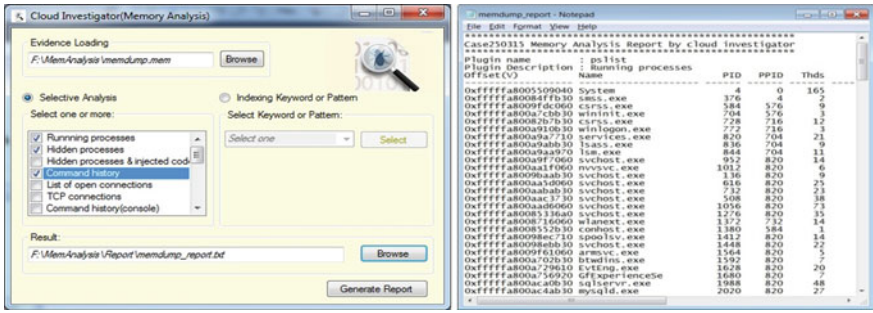 Cloud Investigator(Memory Analysis)
Evidence Loading
F:\MemAnalysis\memdump.mem
Browse
Selective Analysis
Indexing Keyword or Pattern
Select one or more:
Select Keyword or Pattern:
Runnning processes
Hidden processes
Hidden processes & injected cod
Command history
List of open connections
TCP connections
Command history(console)
Select one
Select
Result:
F:\MemAnalysis\Report\memdump_report.txt
Browse
Generate Report
memdump_report - Notepad
File Edit Format View Help
Case250315 Memory Analysis Report by cloud investigator
Plugin name : pslist
Plugin Description : Running processes
Offset(V) Name PID PPID Thds
0xfffffa8005509040 System 4 0 165
0xfffffa80084ffb30 smss.exe 376 4 2
0xfffffa8009fdc060 csrss.exe 584 576 9
0xfffffa800a7cbb30 wininit.exe 704 576 3
0xfffffa80082b7b30 csrss.exe 728 716 12
0xfffffa800a910b30 winlogon.exe 772 716 3
0xfffffa800a9a7710 services.exe 820 704 21
0xfffffa800a9abb30 lsass.exe 836 704 9
0xfffffa800a9aa970 lsm.exe 844 704 11
0xfffffa800a9f7060 svchost.exe 952 820 14
0xfffffa800aa1f060 nvvsvc.exe 1012 820 6
0xfffffa8009baab30 svchost.exe 136 820 9
0xfffffa800aa5d060 svchost.exe 616 820 25
0xfffffa800aabab30 svchost.exe 732 820 23
0xfffffa800aac3730 svchost.exe 508 820 38
0xfffffa800aad6060 svchost.exe 1056 820 73
0xfffffa80085336a0 svchost.exe 1276 820 35
0xfffffa8008716060 wlanext.exe 1372 732 14
0xfffffa8008552b30 conhost.exe 1380 584 1
0xfffffa80098ec710 spoolsv.exe 1412 820 14
0xfffffa80098ebb30 svchost.exe 1448 820 22
0xfffffa8009f61060 armsvc.exe 1564 820 5
0xfffffa800a702b30 btwdins.exe 1592 820 7
0xfffffa800a729610 EvtEng.exe 1628 820 20
0xfffffa800a756920 GfExperienceSe 1680 820 7
0xfffffa800aca0b30 sqlservr.exe 1988 820 48
0xfffffa800ac4ab30 mysqld.exe 2020 820 27